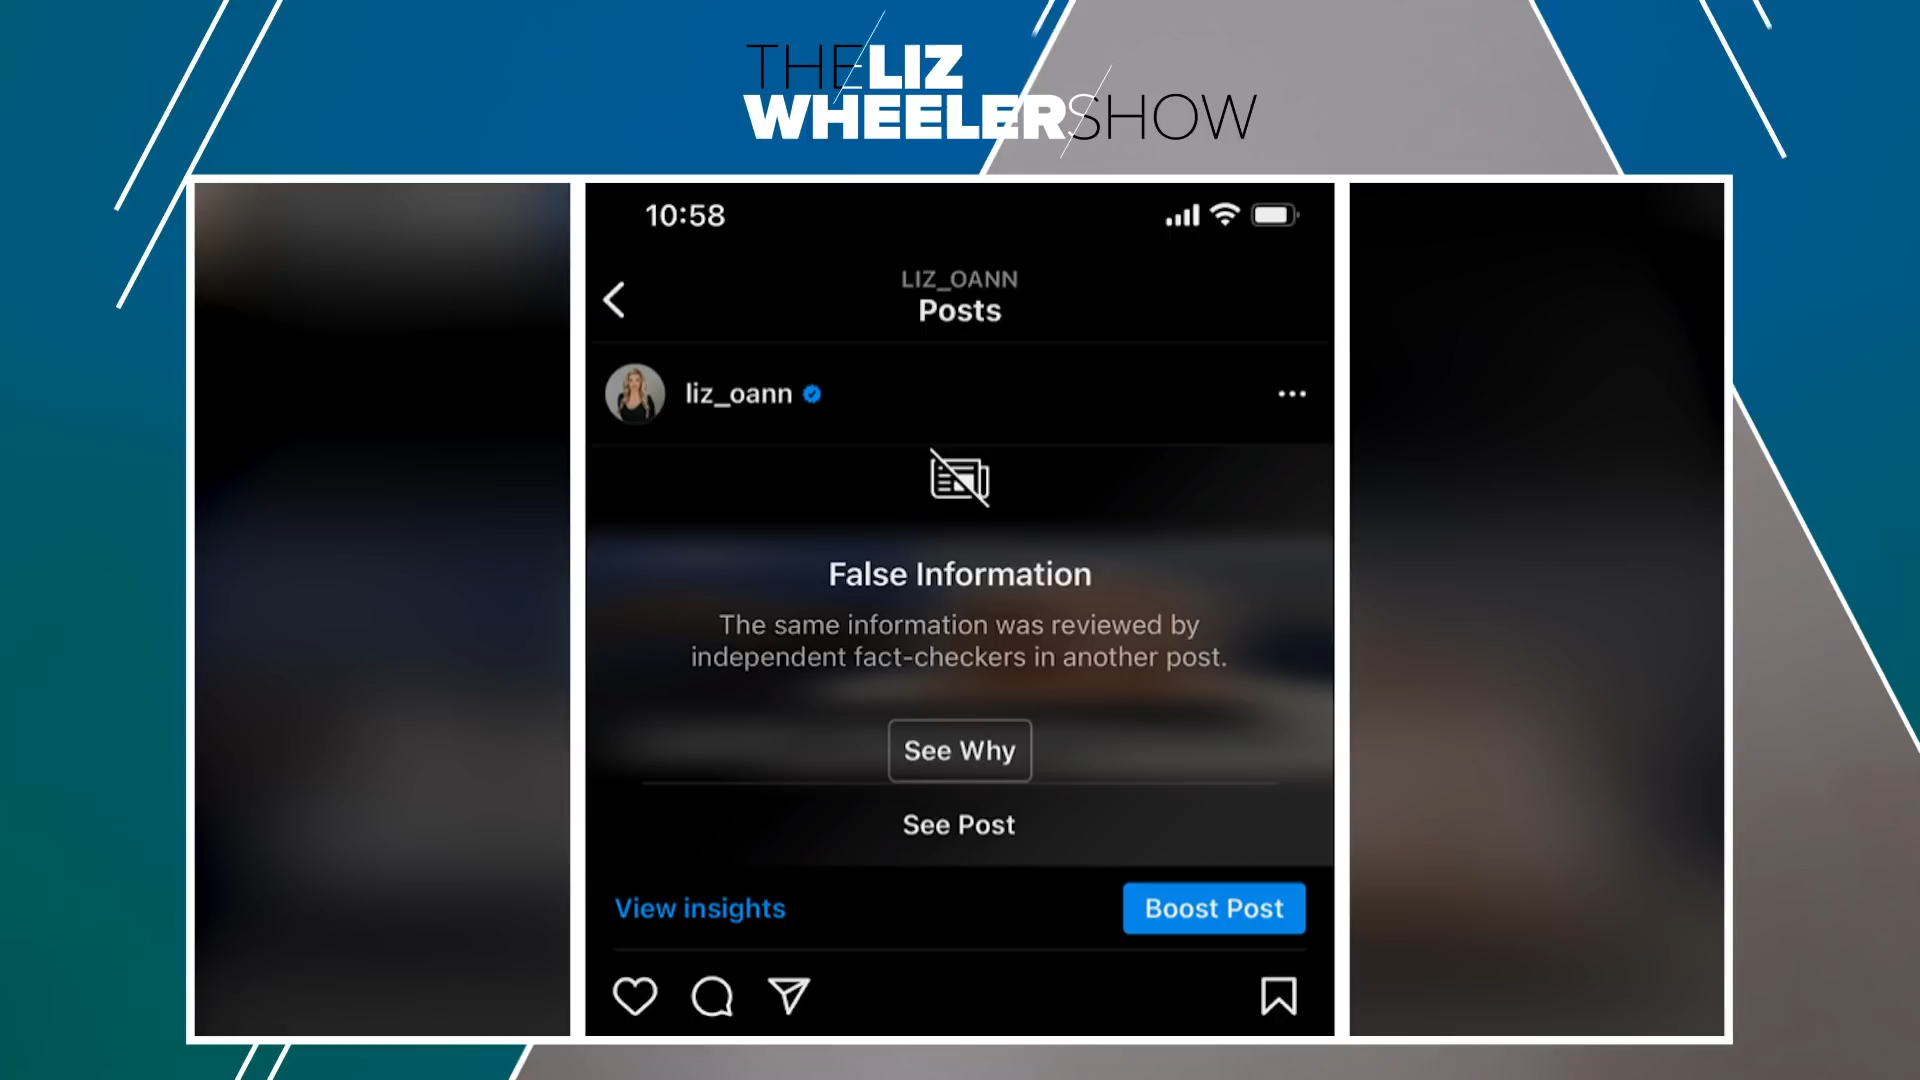 THE LIZ
WHEELER SHOW
10:58
LIZ_OANN
Posts
liz_oann
False Information
The same information was reviewed by
independent fact-checkers in another post.
See Why
See Post
View insights
Boost Post